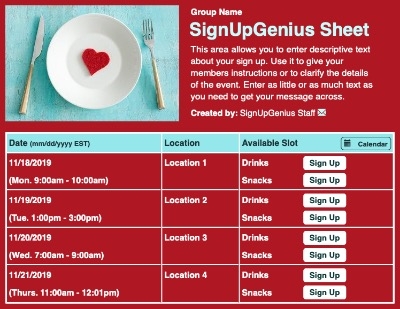 Group Name
SignUpGenius Sheet
This area allows you to enter descriptive text
about your sign up. Use it to give your
members instructions or to clarify the details
of the event. Enter as little or as much text as
you need to get your message across.
Created by: SignUpGenius Staff
Date (mm/dd/yyyy EST) Location Available Slot Calendar
11/18/2019 Location 1 Drinks Sign Up
(Mon. 9:00am - 10:00am) Snacks Sign Up
11/19/2019 Location 2 Drinks Sign Up
(Tue. 1:00pm - 3:00pm) Snacks Sign Up
11/20/2019 Location 3 Drinks Sign Up
(Wed. 7:00am - 9:00am) Snacks Sign Up
11/21/2019 Location 4 Drinks Sign Up
(Thurs. 11:00am - 12:01pm) Snacks Sign Up